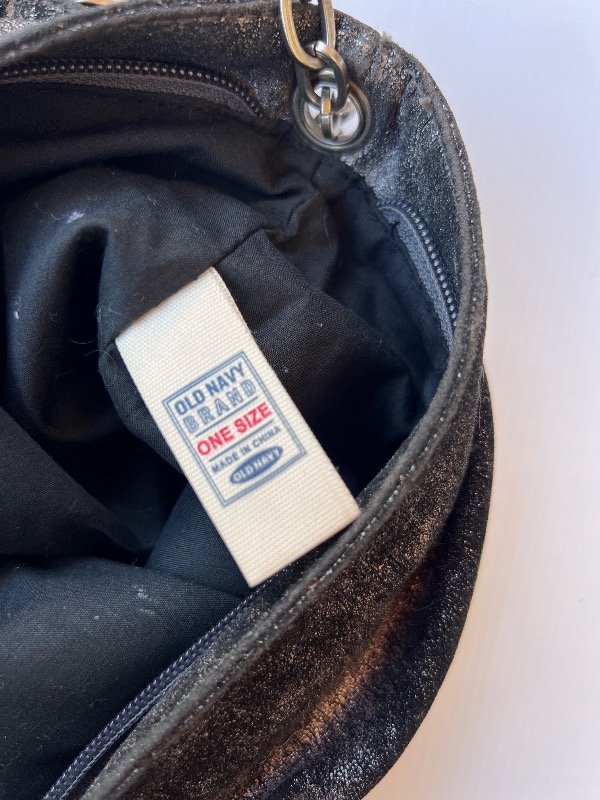 OLD NAVY
BRAND
ONE SIZE
MADE IN CHINA
OLD NAVY